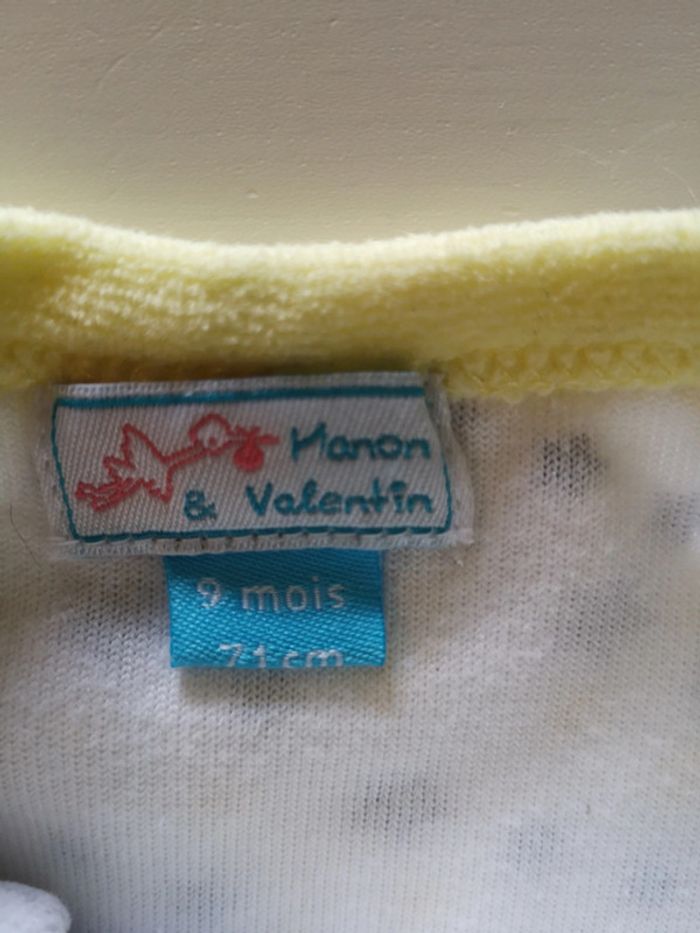 Manon
& Valentin
9 mois
71 cm